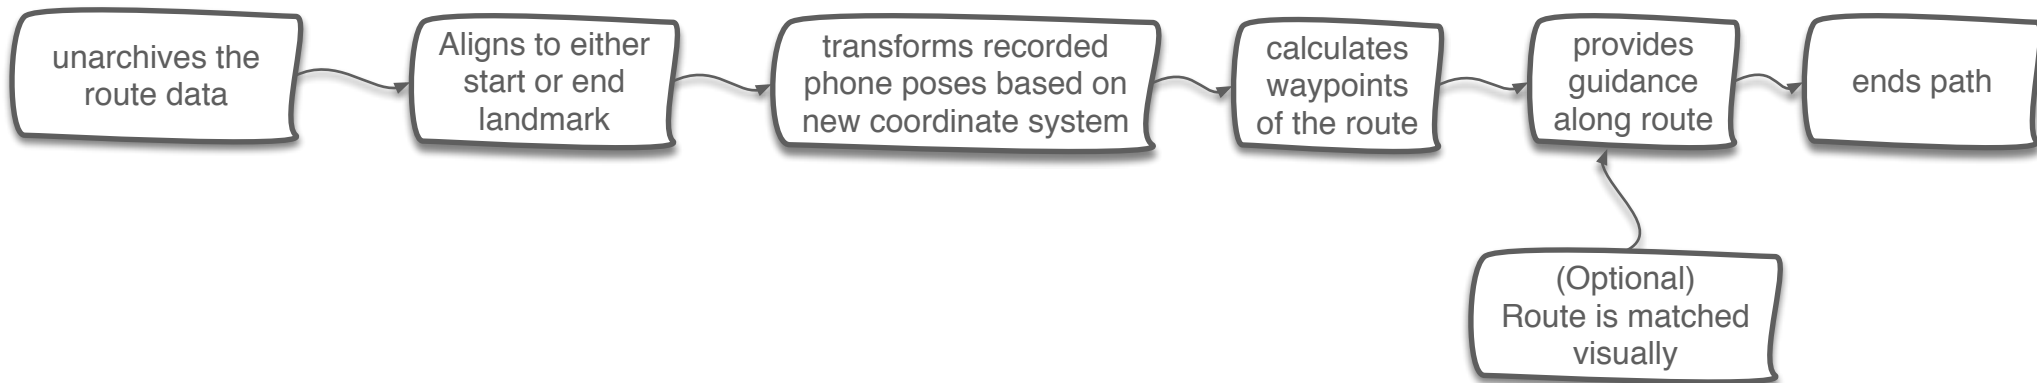 unarchives the
route data
Aligns to either
start or end
landmark
transforms recorded
phone poses based on
new coordinate system
calculates
waypoints
of the route
provides
guidance
along route
ends path
(Optional)
Route is matched
visually